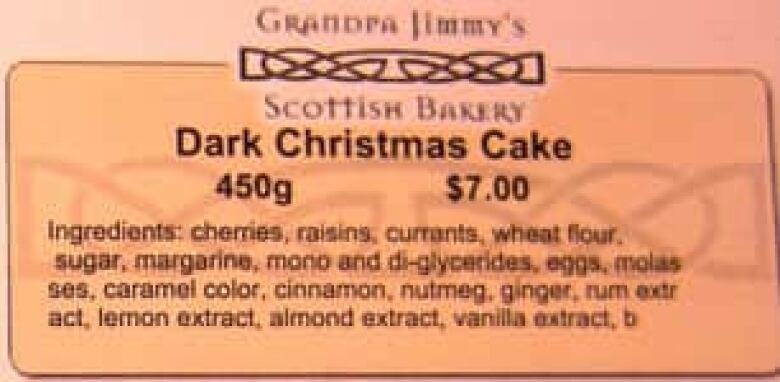 Grandpa Jimmy's
Scottish Bakery
Dark Christmas Cake
450g $7.00
Ingredients: cherries, raisins, currants, wheat flour,
sugar, margarine, mono and di-glycerides, eggs, molas
ses, caramel color, cinnamon, nutmeg, ginger, rum extr
act, lemon extract, almond extract, vanilla extract, b